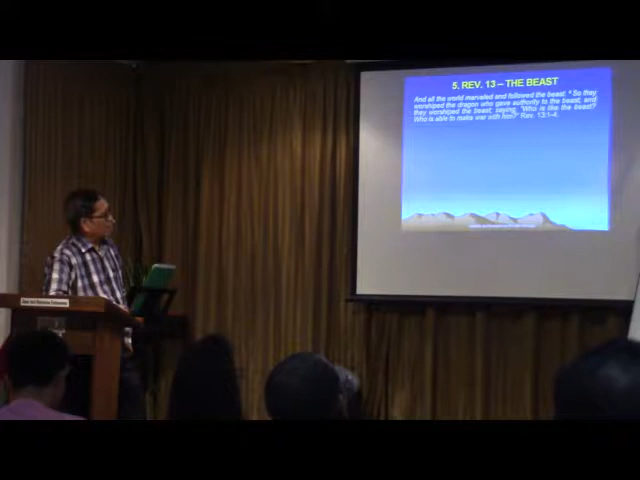 5. REV. 13 – THE BEAST
And all the world marveled and followed the beast. ⁴ So they
worshiped the dragon who gave authority to the beast; and
they worshiped the beast, saying, "Who is like the beast?
Who is able to make war with him?" Rev. 13:1-4.